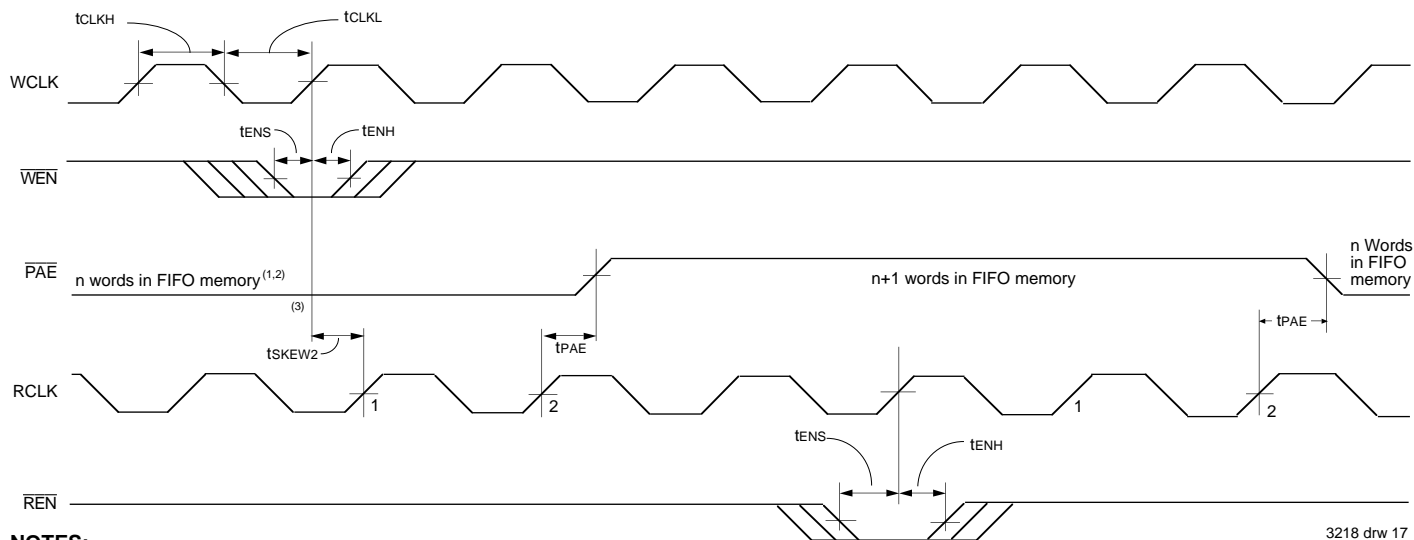 tCLKH
tCLKL
WCLK
tENS
tENH
WEN
PAE
n words in FIFO memory (1,2)
(3)
n+1 words in FIFO memory
n Words
in FIFO
memory
tSKEW2
tPAE
tPAE
RCLK
1
2
1
2
tENS
tENH
REN
NOTES:
3218 drw 17